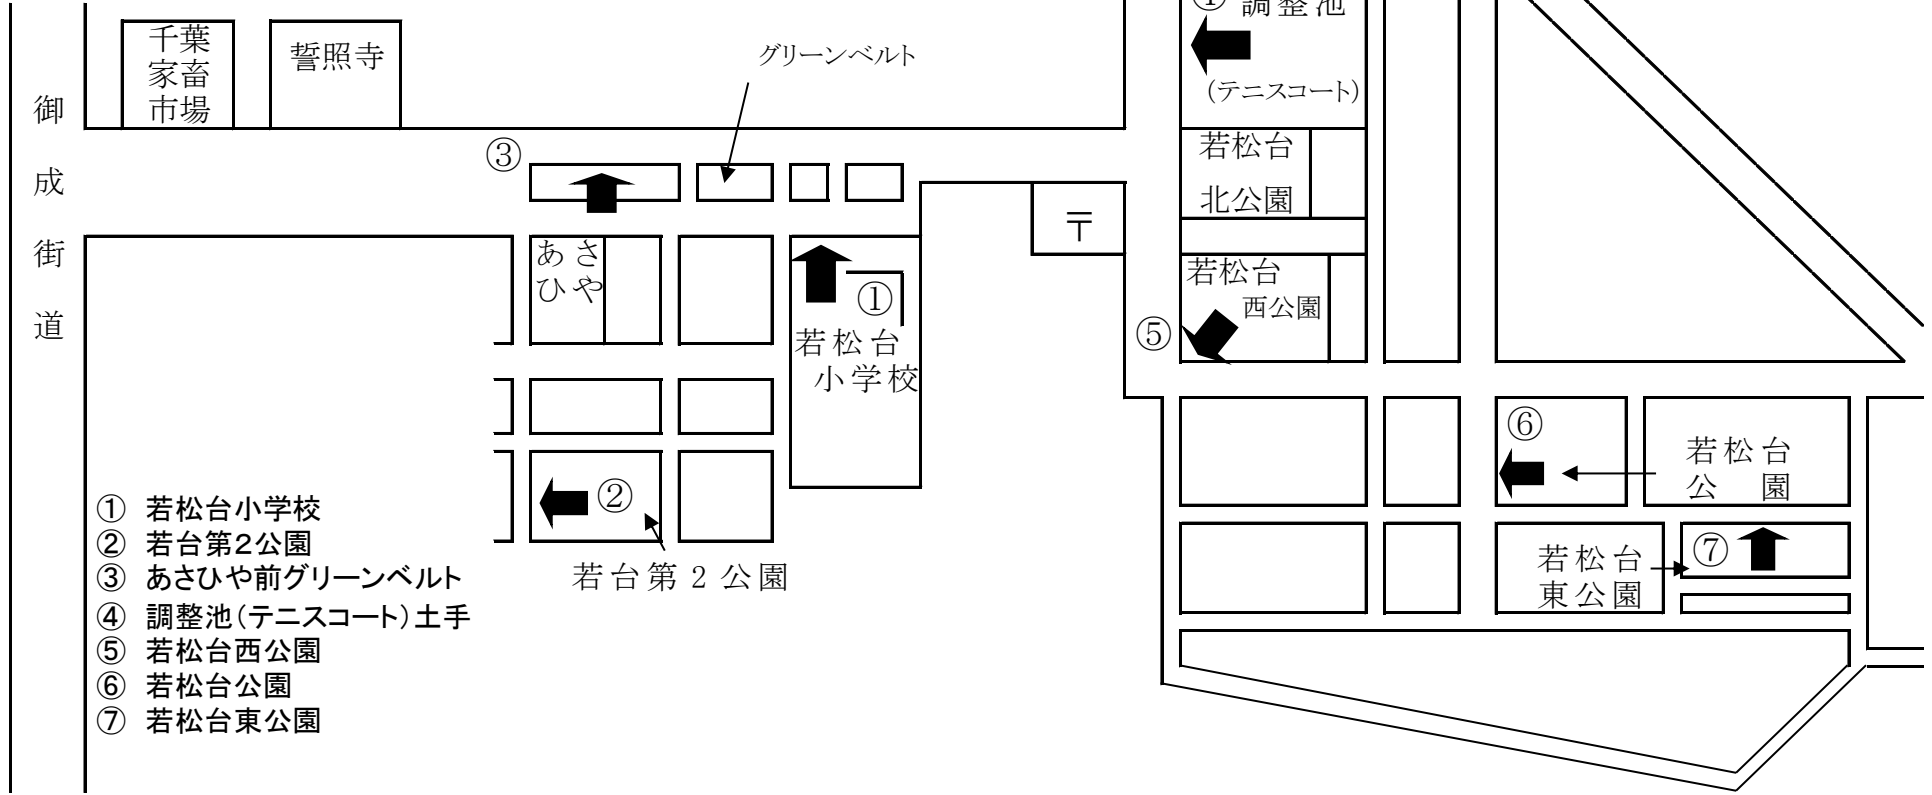 ④ 調整池
(テニスコート)
千葉
家畜
市場
誓照寺
グリーンベルト
御成街道
③
若松台
北公園
〒
あさ
ひや
①
若松台
小学校
若松台
西公園
⑤
②
若台第2公園
⑥
若松台
公園
⑦
若松台
東公園
① 若松台小学校
② 若台第2公園
③ あさひや前グリーンベルト
④ 調整池(テニスコート)土手
⑤ 若松台西公園
⑥ 若松台公園
⑦ 若松台東公園